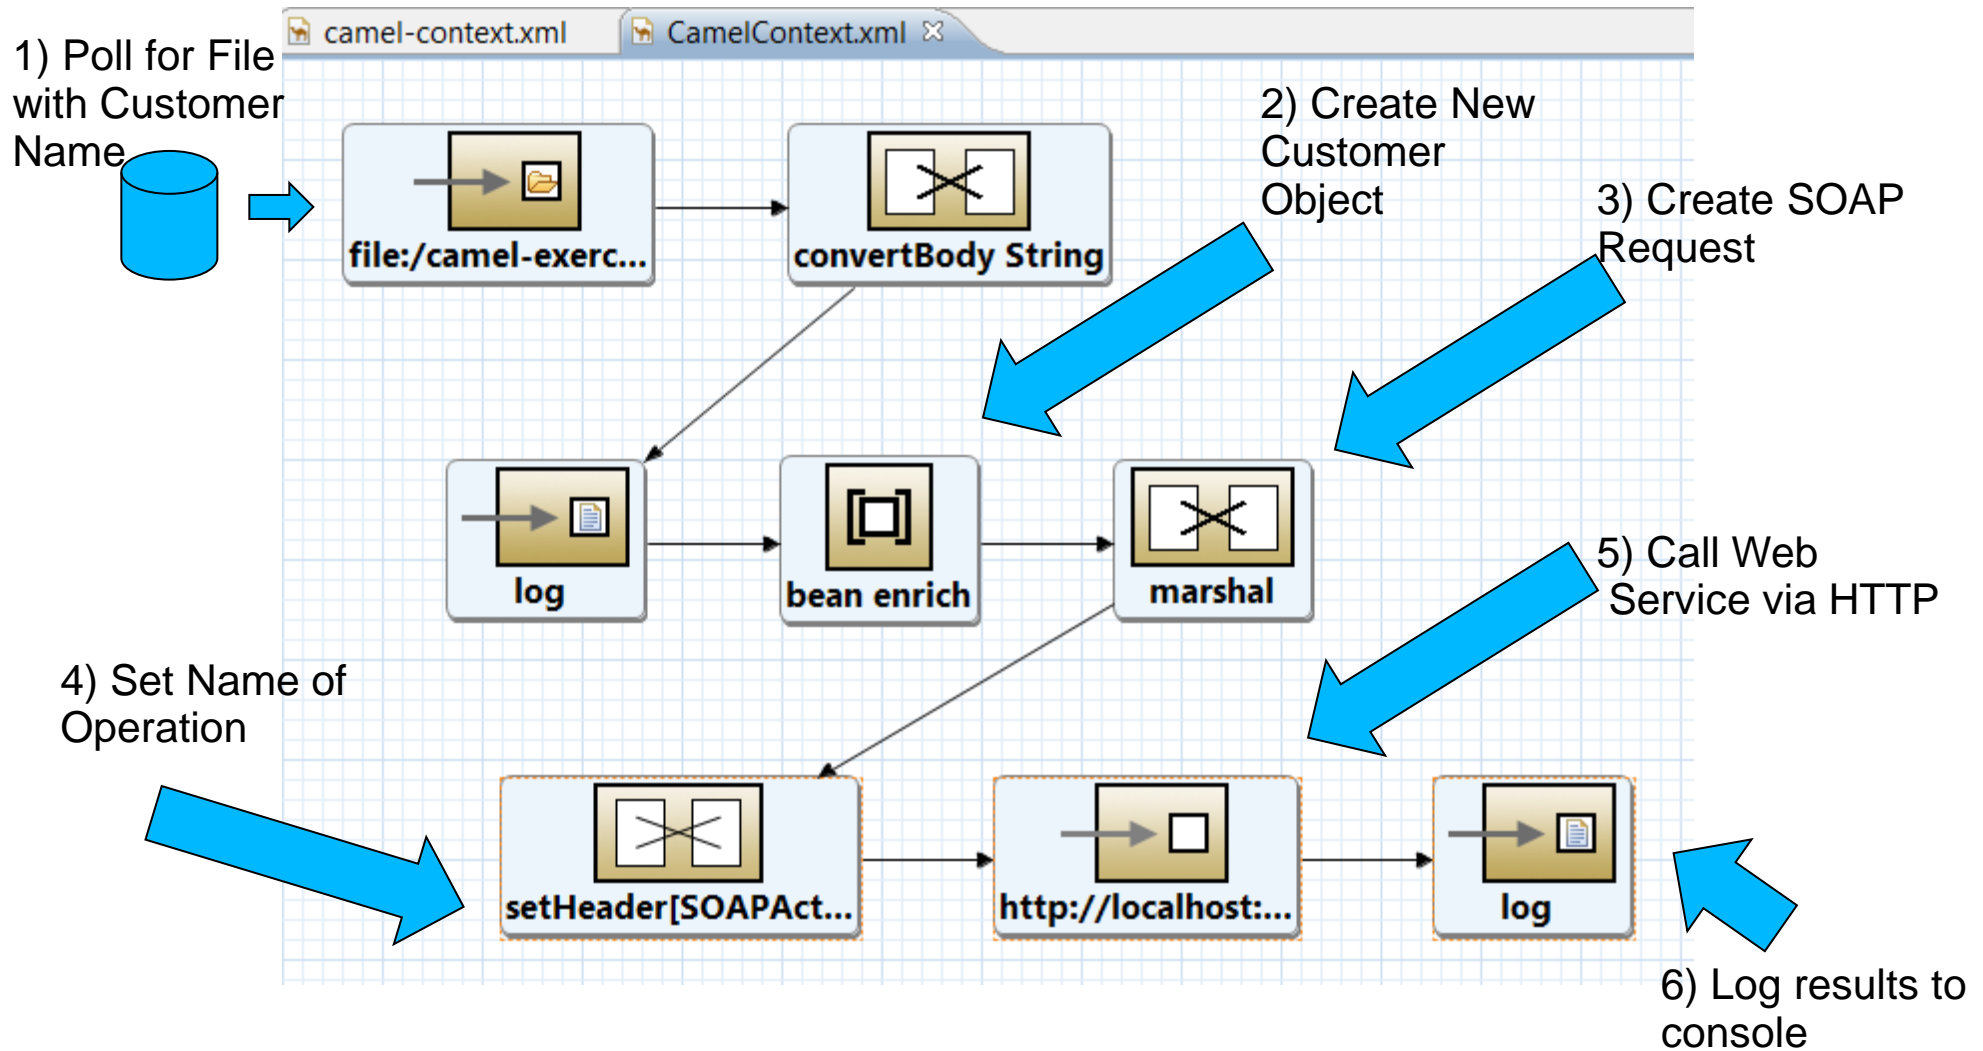 camel-context.xml
CamelContext.xml
1) Poll for File
with Customer
Name
2) Create New
Customer
Object
3) Create SOAP
Request
file:/camel-exerc...
convertBody String
log
bean enrich
marshal
5) Call Web
Service via HTTP
4) Set Name of
Operation
setHeader[SOAPAct...
http://localhost:...
log
6) Log results to
console